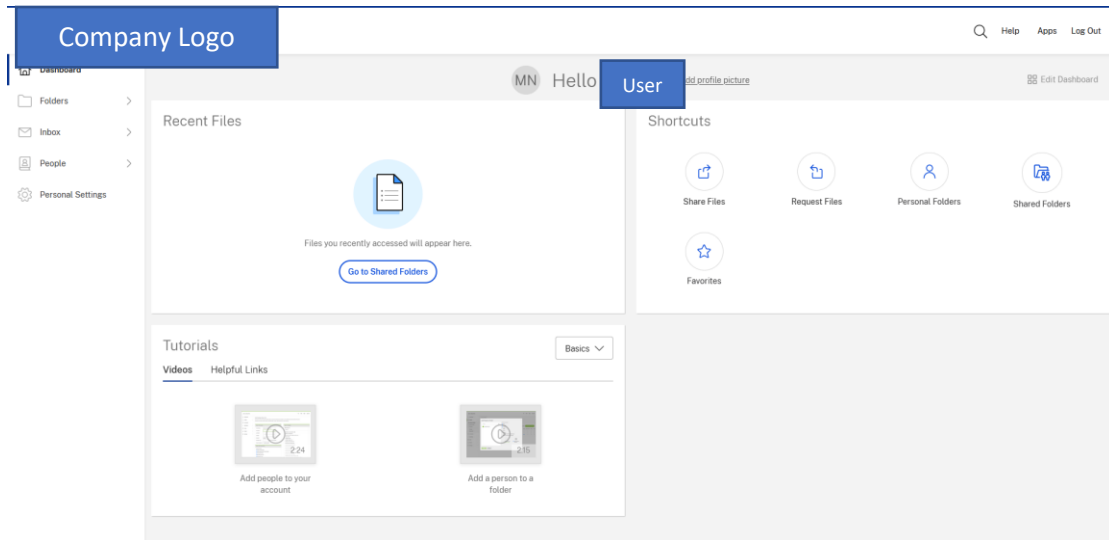 Company Logo
Help Apps Log Out
Dashboard
MN Hello User add profile picture
Edit Dashboard
Folders
Inbox
People
Personal Settings
Recent Files
Files you recently accessed will appear here.
Go to Shared Folders
Shortcuts
Share Files
Request Files
Personal Folders
Shared Folders
Favorites
Tutorials
Basics
Videos Helpful Links
2:24
Add people to your
account
2:15
Add a person to a
folder